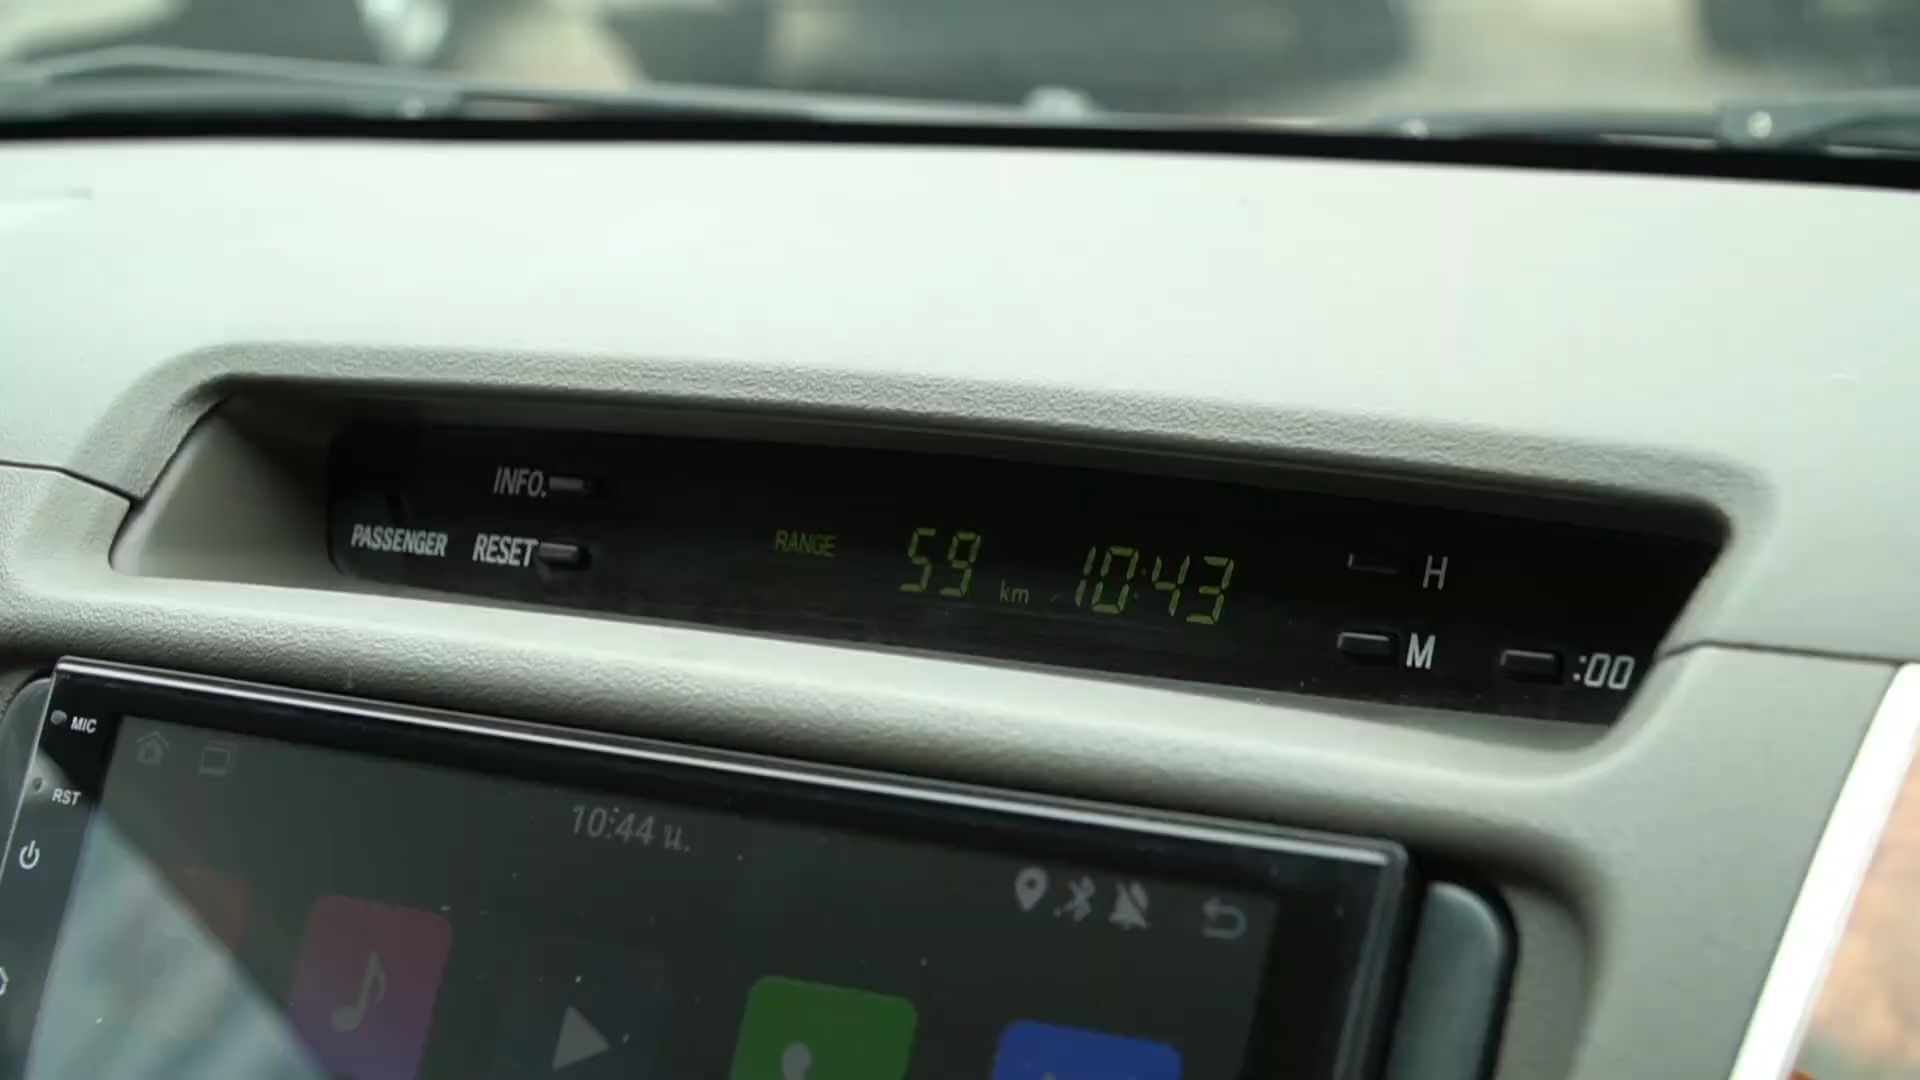 INFO.
PASSENGER RESET
RANGE 59 km 10:43
H
M :00
MIC
RST
10:44 น.